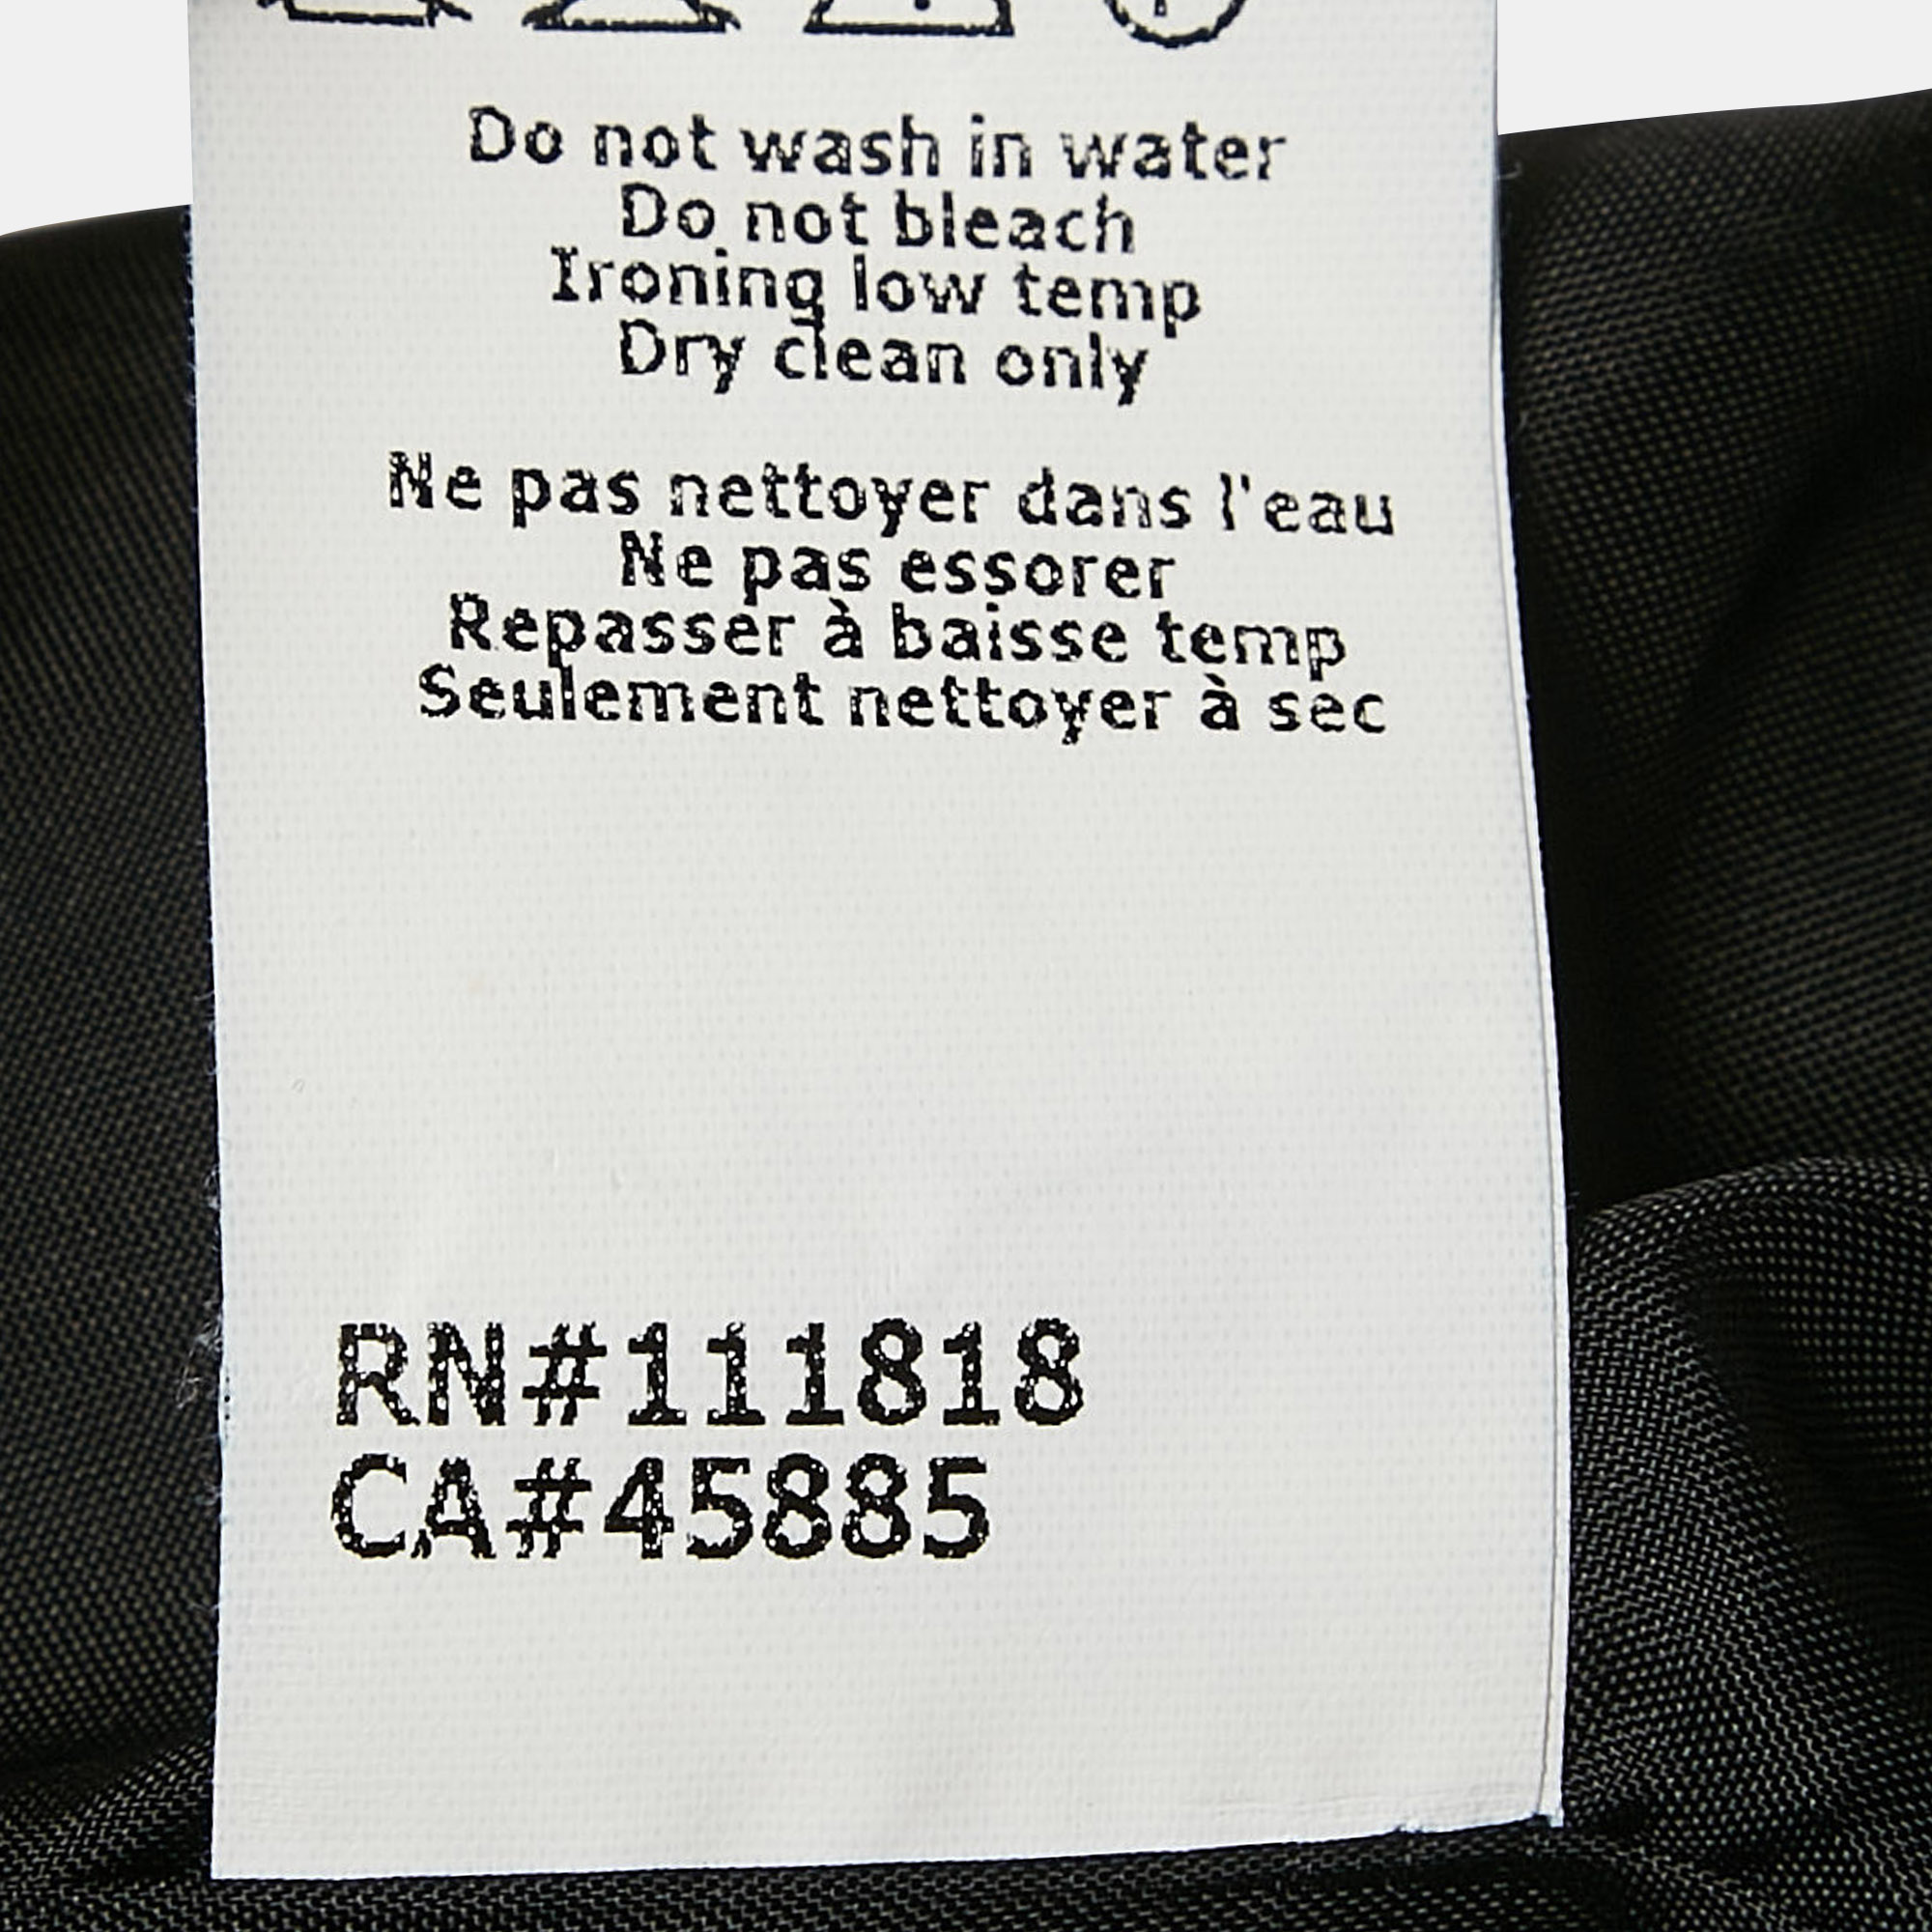 Do not wash in water
Do not bleach
Ironing low temp
Dry clean only
Ne pas nettoyer dans l'eau
Ne pas essorer
Repasser à baisse temp
Seulement nettoyer à sec
RN#111818
CA#45885